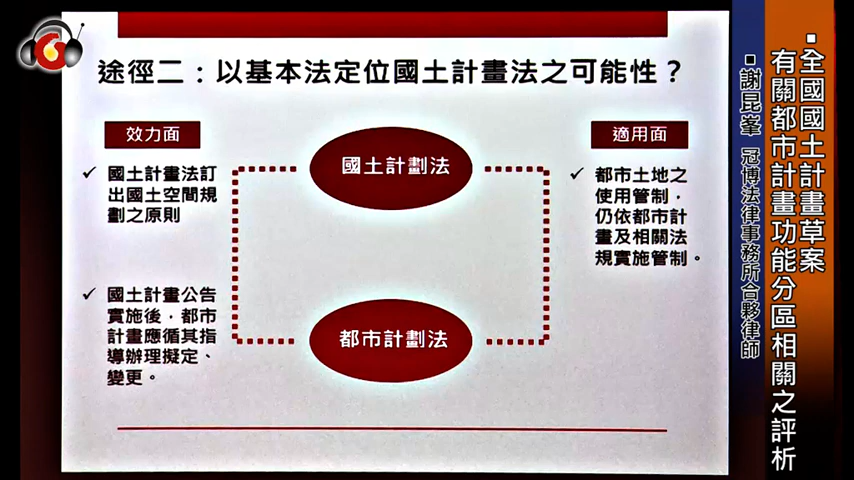 途徑二：以基本法定位國土計畫法之可能性？
效力面
國土計畫法訂
出國土空間規
劃之原則
國土計畫公告
實施後，都市
計畫應循其指
導辦理擬定、
變更。
國土計劃法
都市計劃法
適用面
都市土地之
使用管制，
仍依都市計
畫及相關法
規實施管制。
▪全國國土計畫草案
有關都市計畫功能分區相關之評析
▪謝昆峯 冠博法律事務所合夥律師